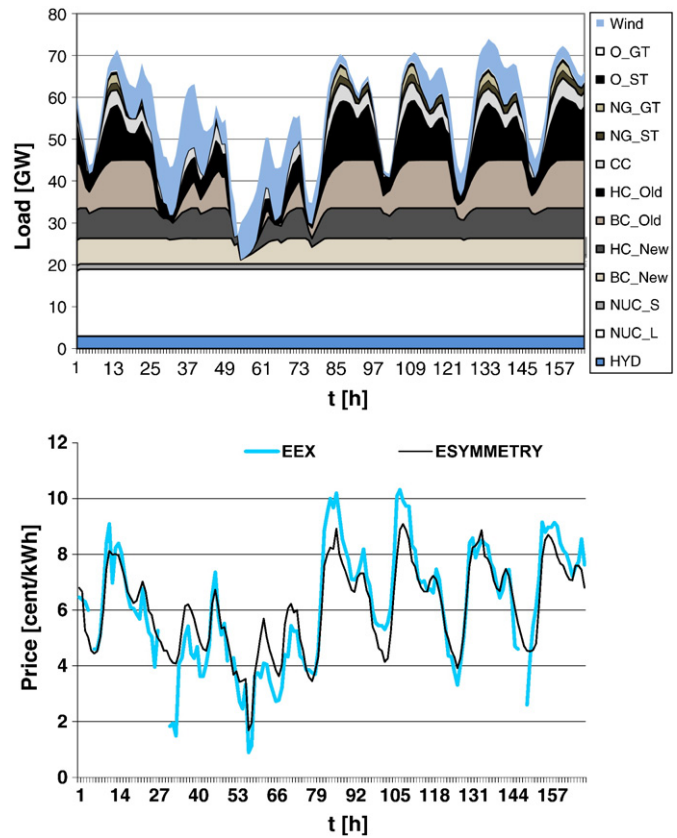 80
70
60
50
40
30
20
10
0
Load [GW]
1 13 25 37 49 61 73 85 97 109 121 133 145 157
t [h]
Wind
O_GT
O_ST
NG_GT
NG_ST
CC
HC_Old
BC_Old
HC_New
BC_New
NUC_S
NUC_L
HYD
12
10
8
6
4
2
0
Price [cent/kWh]
EEX ESYMMETRY
1 14 27 40 53 66 79 92 105 118 131 144 157
t [h]